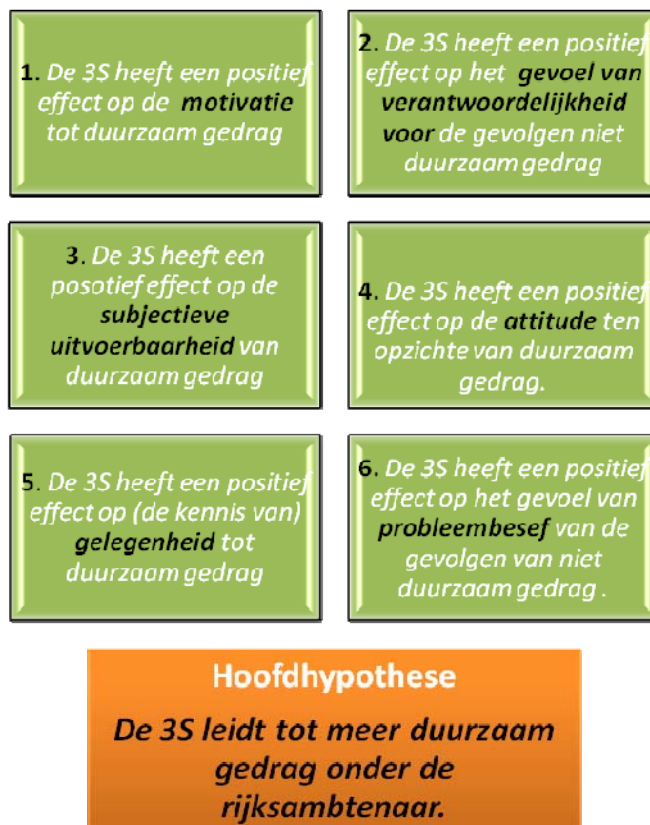 1. De 3S heeft een positief
effect op de motivatie
tot duurzaam gedrag
2. De 3S heeft een positief
effect op het gevoel van
verantwoordelijkheid
voor de gevolgen niet
duurzaam gedrag
3. De 3S heeft een
posotief effect op de
subjectieve
uitvoerbaarheid van
duurzaam gedrag
4. De 3S heeft een positief
effect op de attitude ten
opzichte van duurzaam
gedrag.
5. De 3S heeft een positief
effect op (de kennis van)
gelegenheid tot
duurzaam gedrag
6. De 3S heeft een positief
effect op het gevoel van
probleembesef van de
gevolgen van niet
duurzaam gedrag .
Hoofdhypothese
De 3S leidt tot meer duurzaam
gedrag onder de
rijksambtenaar.